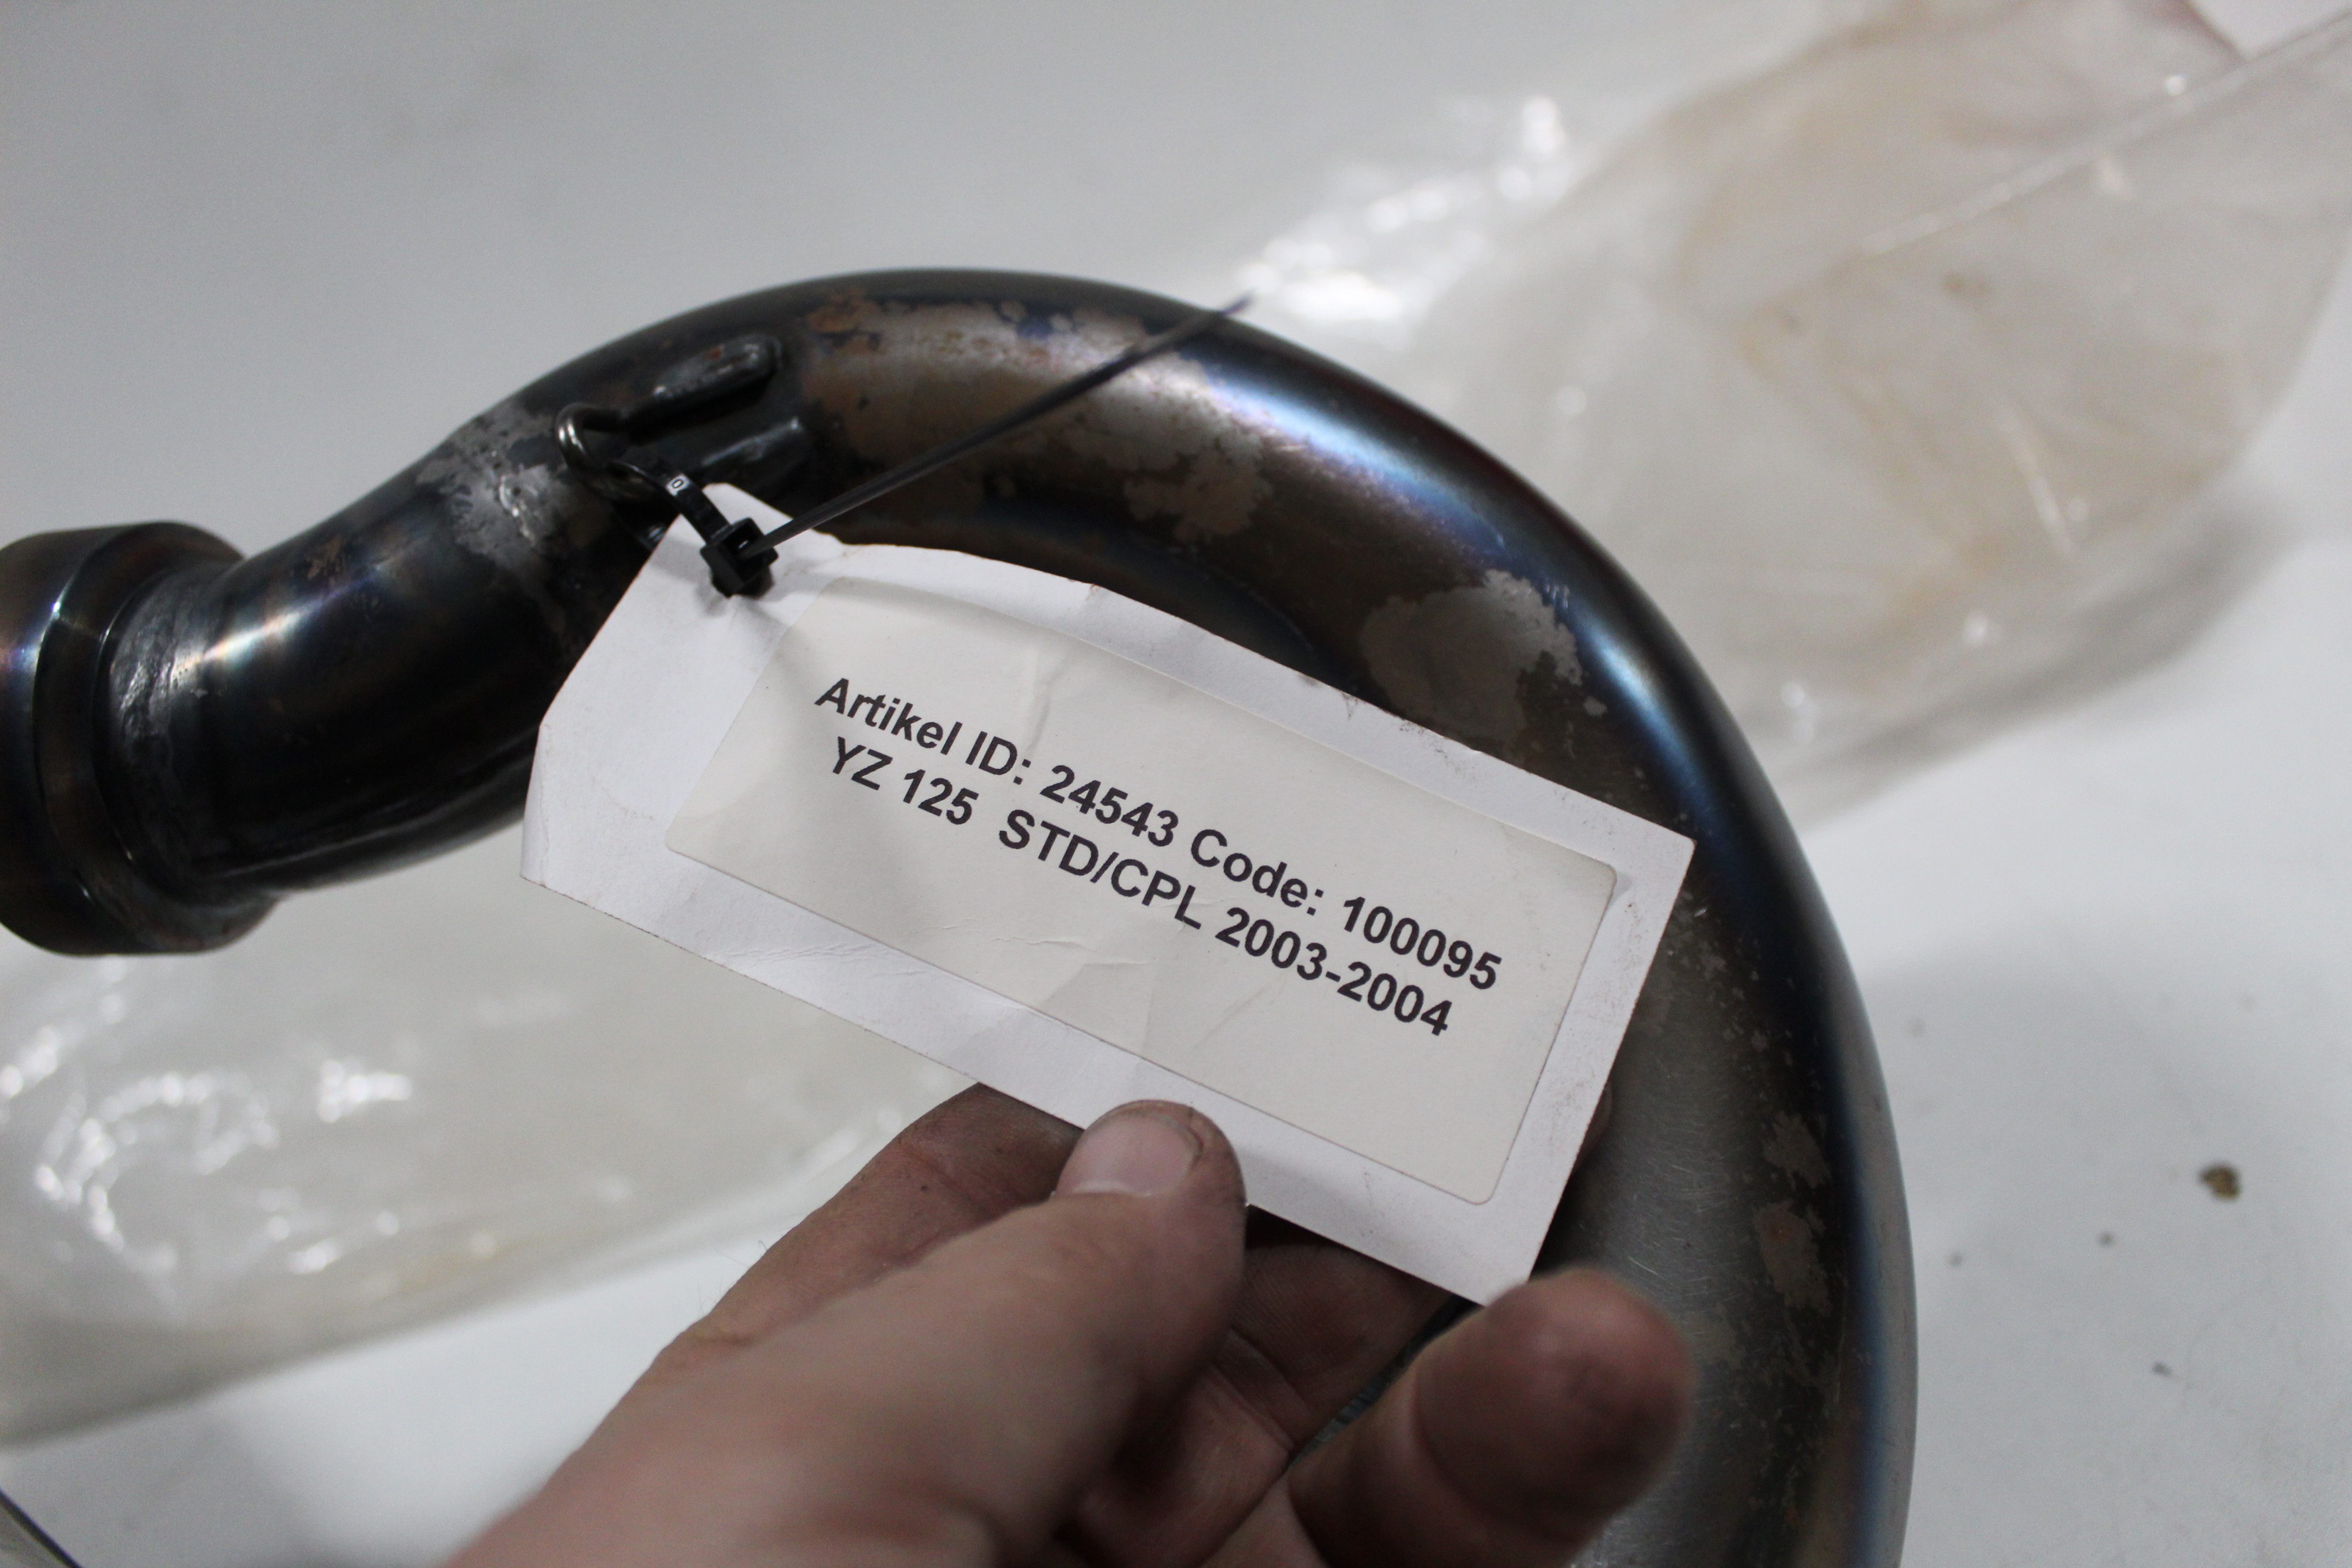 Artikel ID: 24543 Code: 100095
YZ 125 STD/CPL 2003-2004